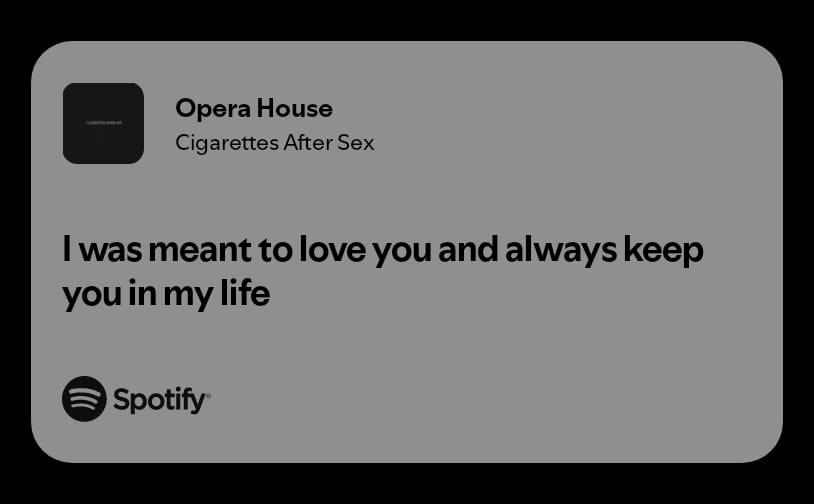 Opera House
Cigarettes After Sex
I was meant to love you and always keep
you in my life
Spotify®